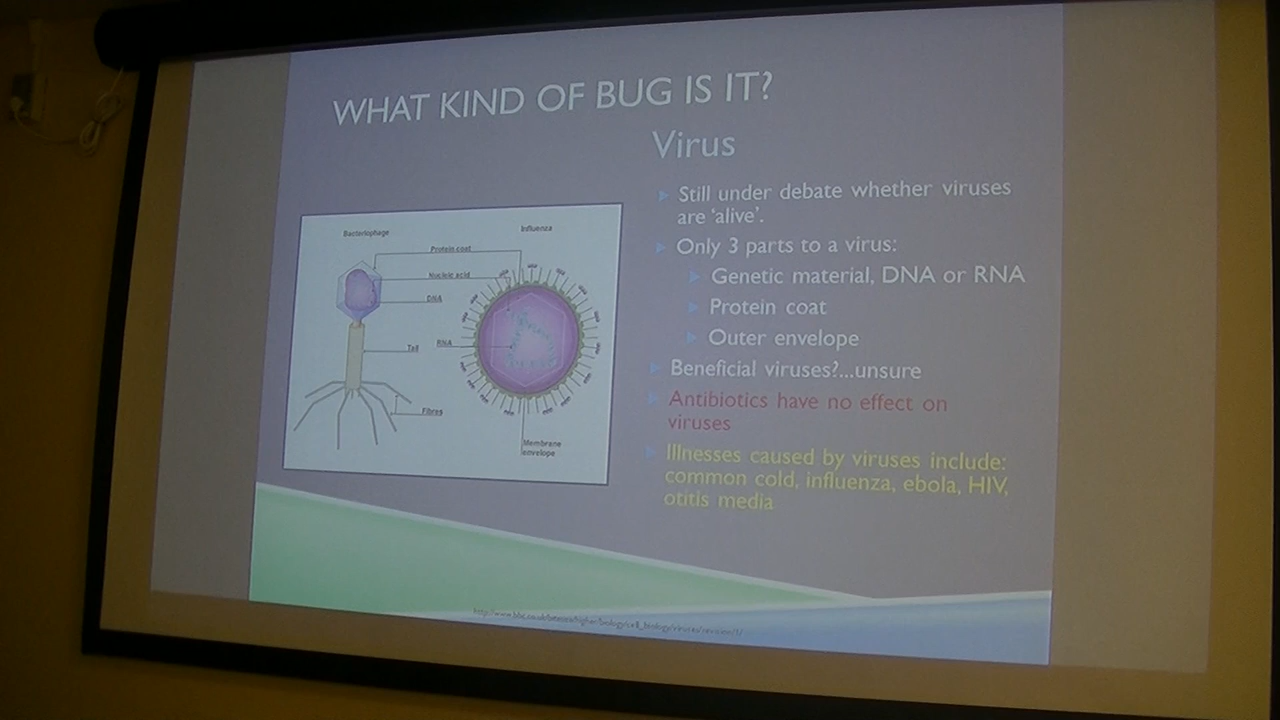 WHAT KIND OF BUG IS IT?
Virus
Still under debate whether viruses
are 'alive'.
Only 3 parts to a virus:
Genetic material, DNA or RNA
Protein coat
Outer envelope
Beneficial viruses?...unsure
Antibiotics have no effect on
viruses
Illnesses caused by viruses include:
common cold, influenza, ebola, HIV,
otitis media
Bacteriophage
Influenza
Protein coat
Nucleic acid
DNA
RNA
Tail
Fibres
Membrane
envelope